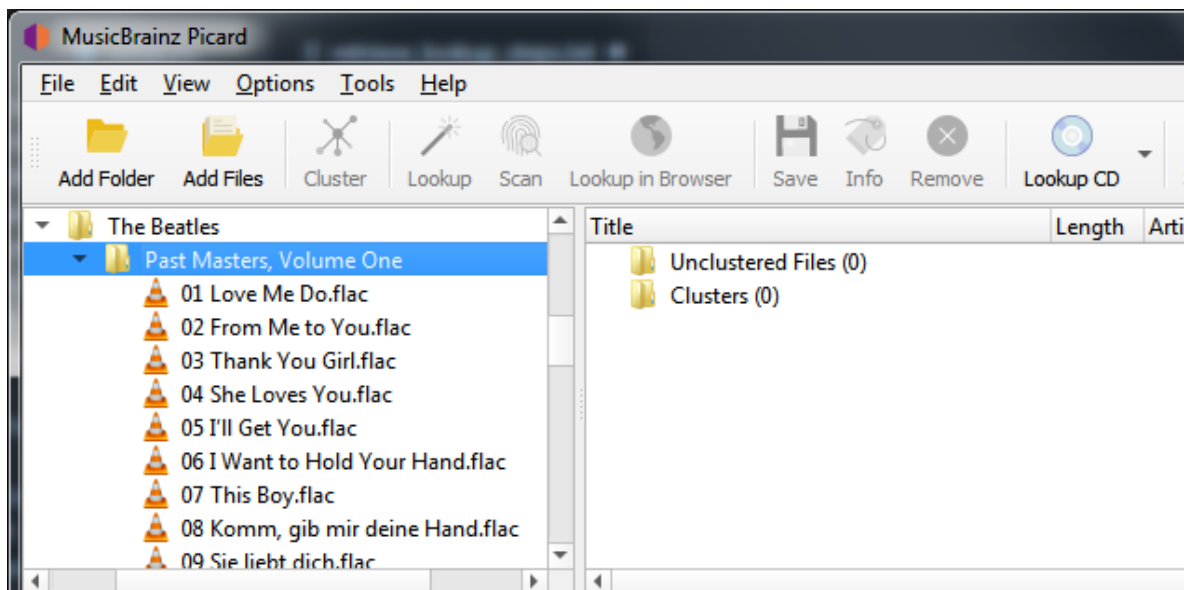 MusicBrainz Picard
File Edit View Options Tools Help
Add Folder Add Files Cluster Lookup Scan Lookup in Browser Save Info Remove Lookup CD
The Beatles
Past Masters, Volume One
01 Love Me Do.flac
02 From Me to You.flac
03 Thank You Girl.flac
04 She Loves You.flac
05 I'll Get You.flac
06 I Want to Hold Your Hand.flac
07 This Boy.flac
08 Komm, gib mir deine Hand.flac
09 Sie liebt dich.flac
Title Length Arti
Unclustered Files (0)
Clusters (0)